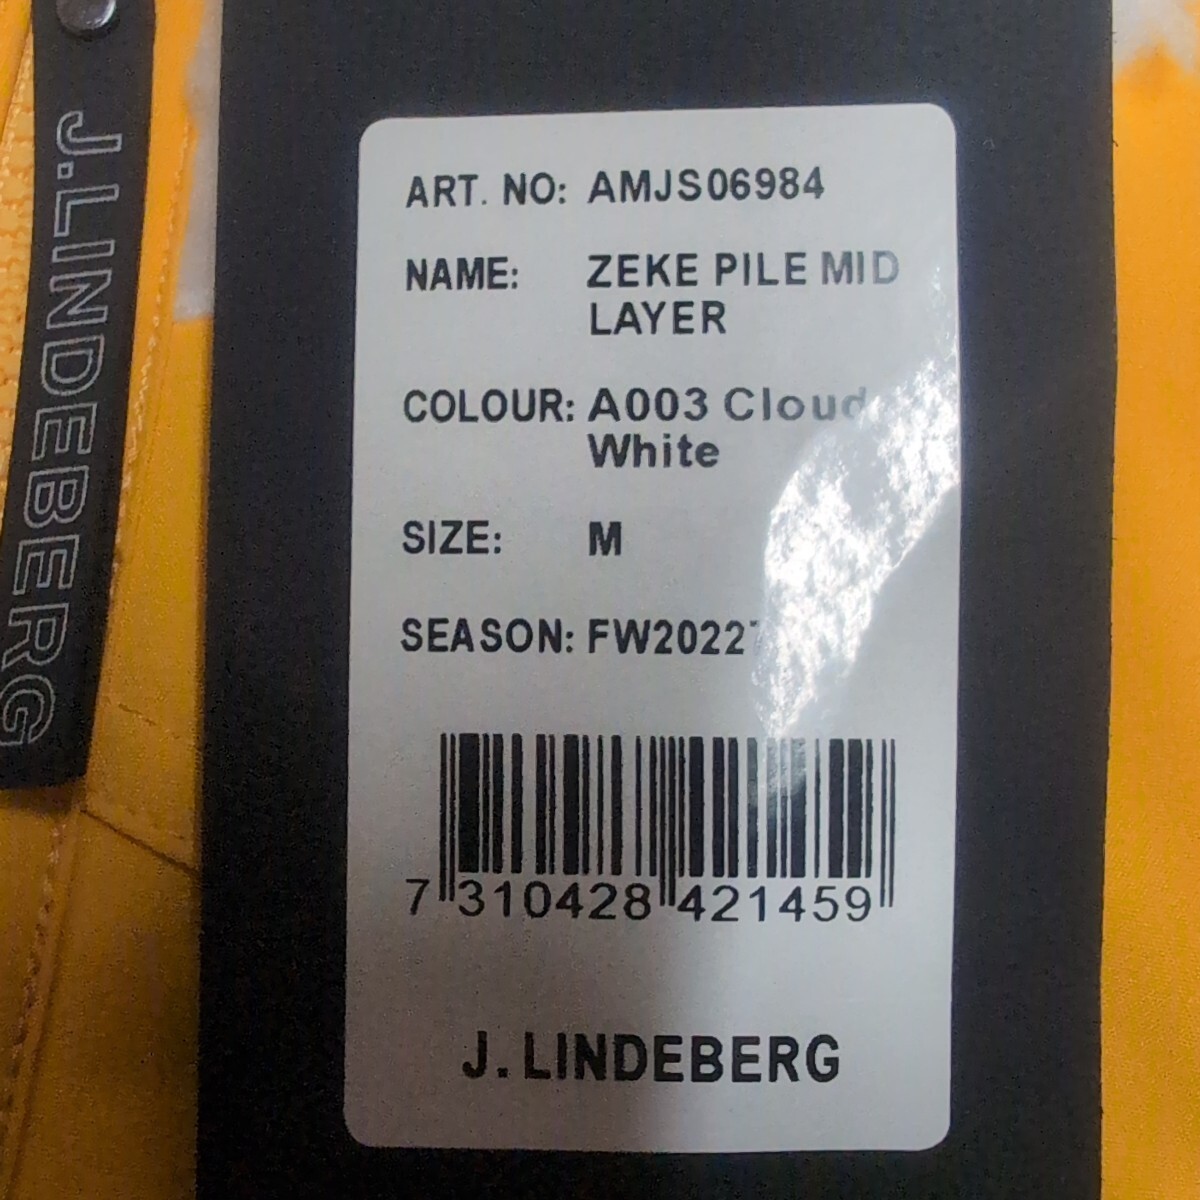 J.LINDEBERG
ART. NO: AMJS06984
NAME: ZEKE PILE MID
LAYER
COLOUR: A003 Cloud
White
SIZE: M
SEASON:
7 310428 421459
J. LINDEBERG